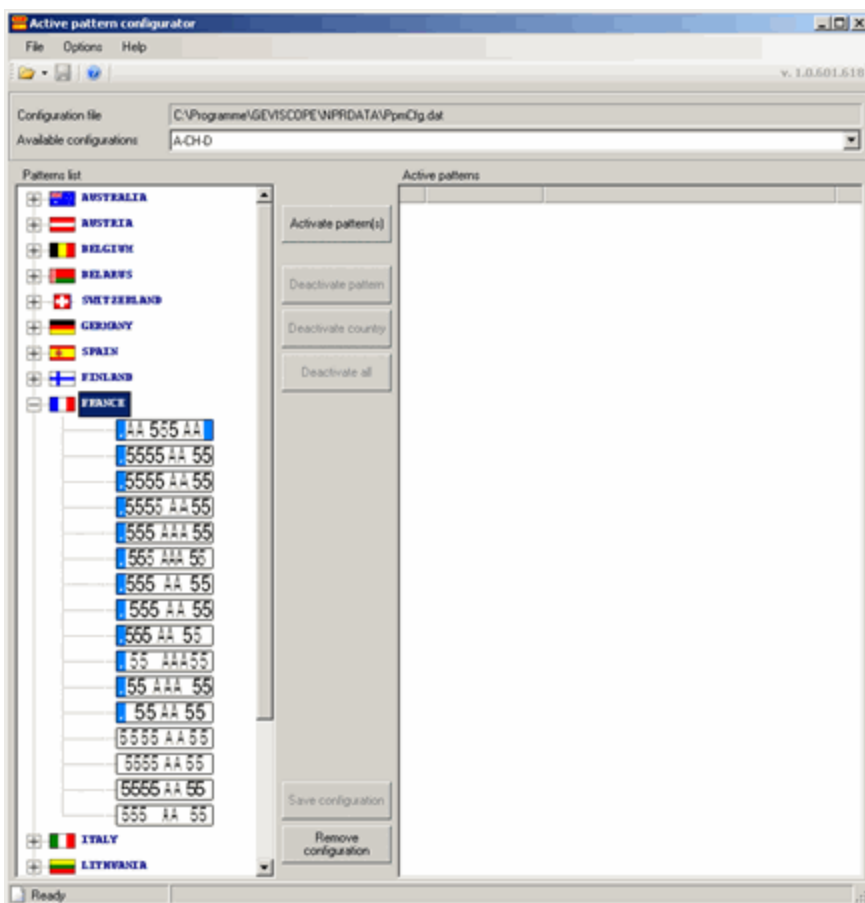 Active pattern configurator
File Options Help
v. 1.0.601.618
Configuration file C:\Programme\GEVISCOPE\NPRDATA\PpmCfg.dat
Available configurations A-CH-D
Patterns list Active patterns
AUSTRALIA
AUSTRIA
BELGIUM
BELARUS
SWITZERLAND
GERMANY
SPAIN
FINLAND
FRANCE
AA 555 AA
5555 AA 55
5555 AA 55
5555 AA 55
555 AAA 55
555 AAA 55
555 AA 55
555 AA 55
555 AA 55
55 AAA55
55 AAA 55
55 AA 55
5555 AA 55
5555 AA 55
5555 AA 55
555 AA 55
ITALY
LITHUANIA
Activate pattern(s)
Deactivate pattern
Deactivate country
Deactivate all
Save configuration
Remove
configuration
Ready